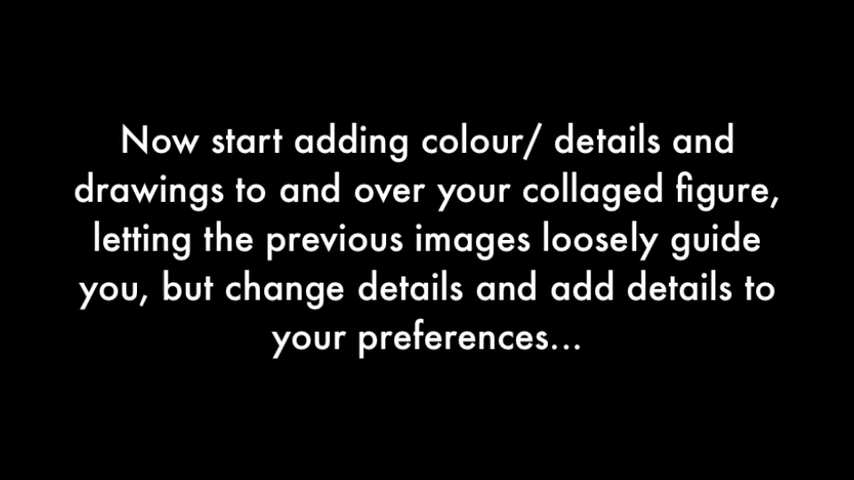 Now start adding colour/ details and
drawings to and over your collaged figure,
letting the previous images loosely guide
you, but change details and add details to
your preferences...